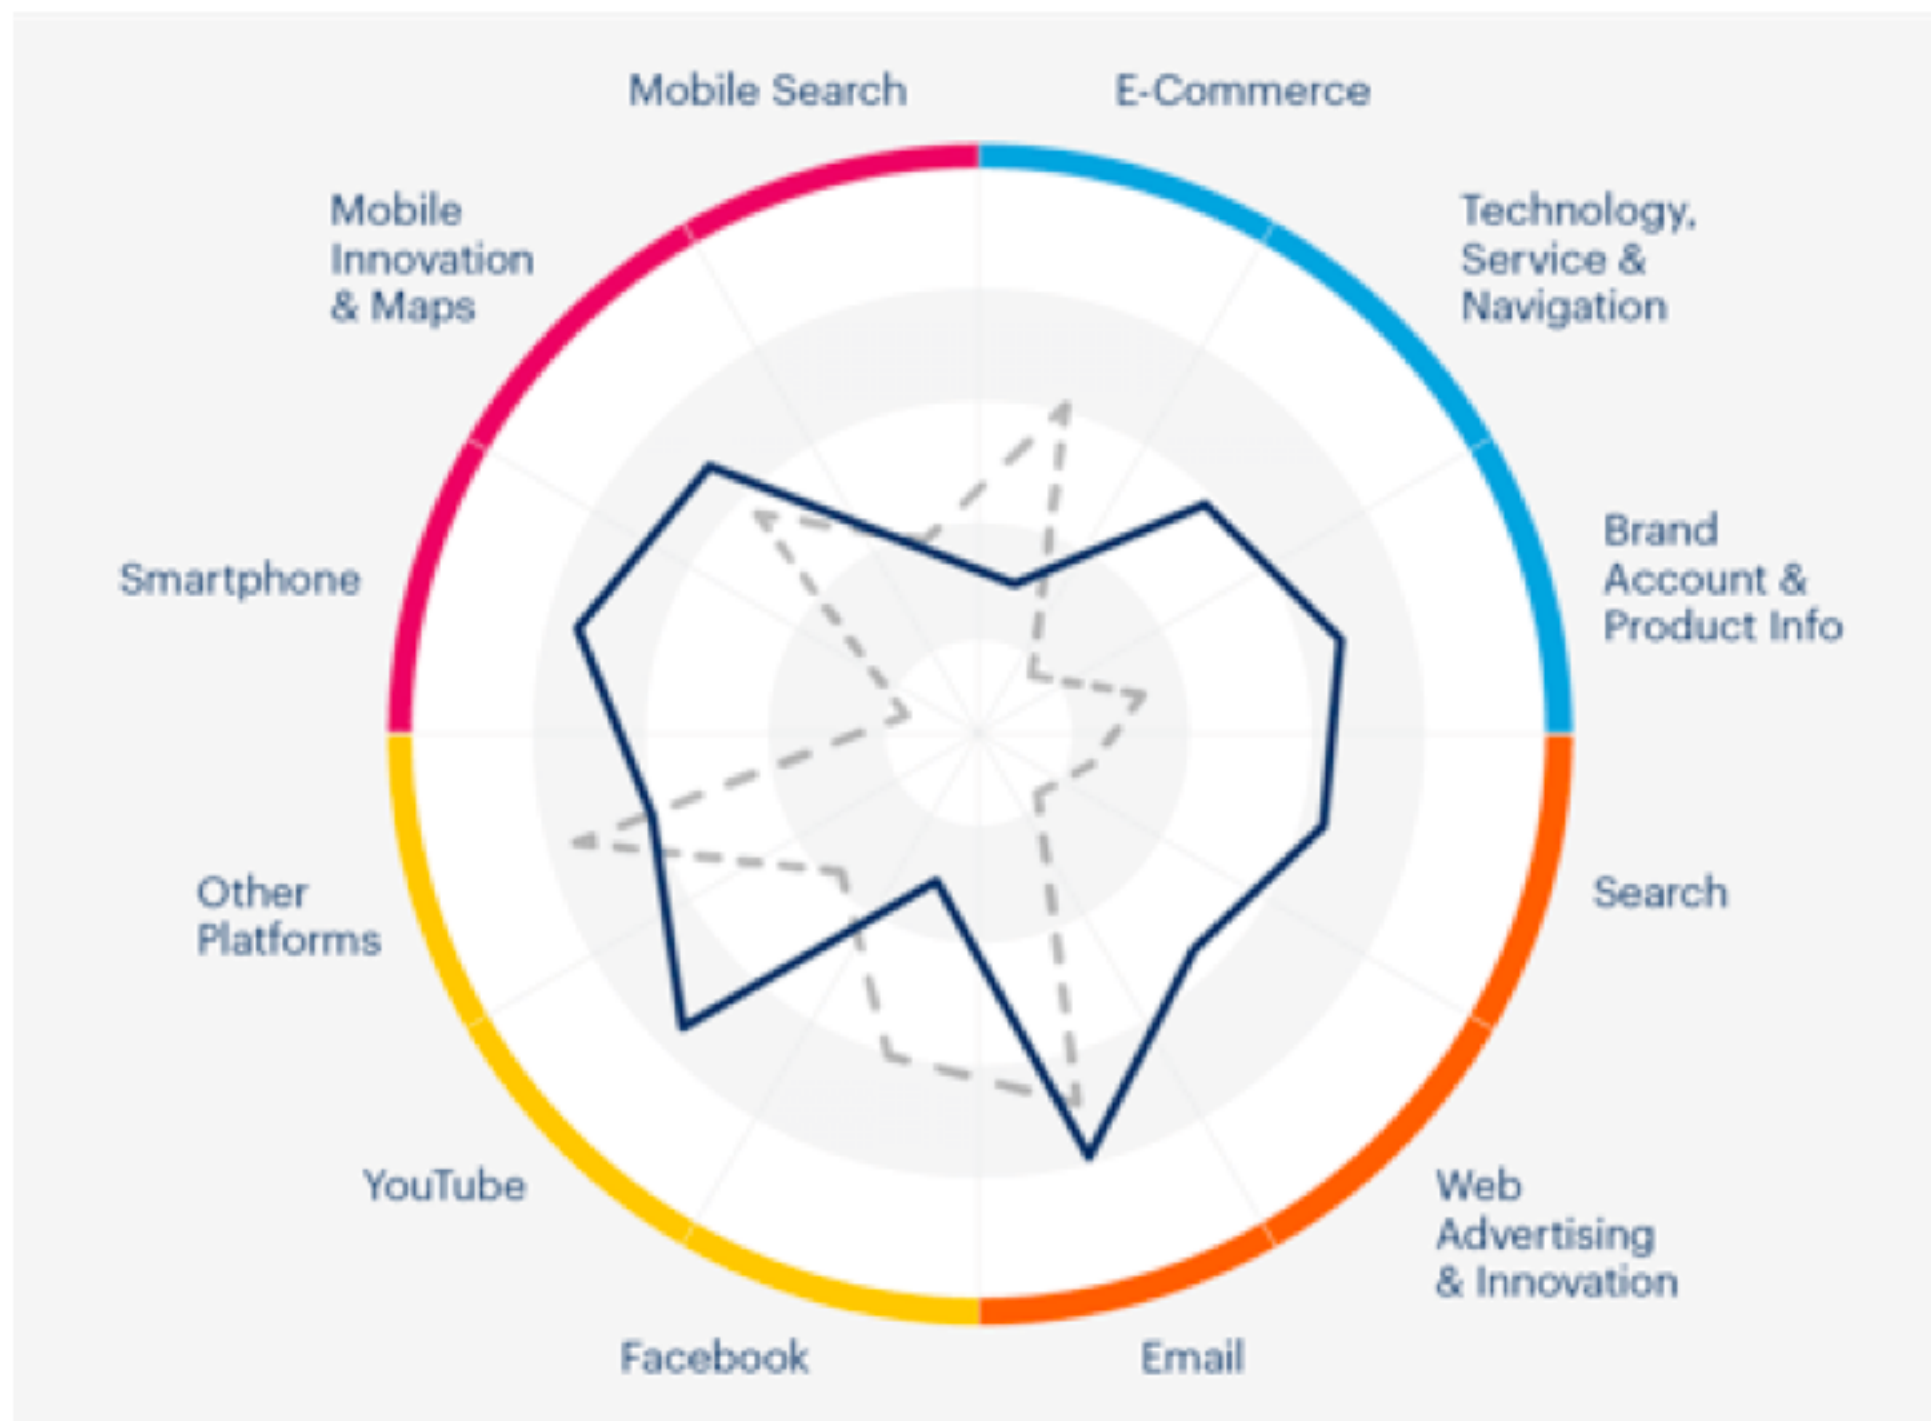 Mobile Search
E-Commerce
Mobile
Innovation
& Maps
Technology,
Service &
Navigation
Smartphone
Brand
Account &
Product Info
Other
Platforms
Search
YouTube
Web
Advertising
& Innovation
Facebook
Email